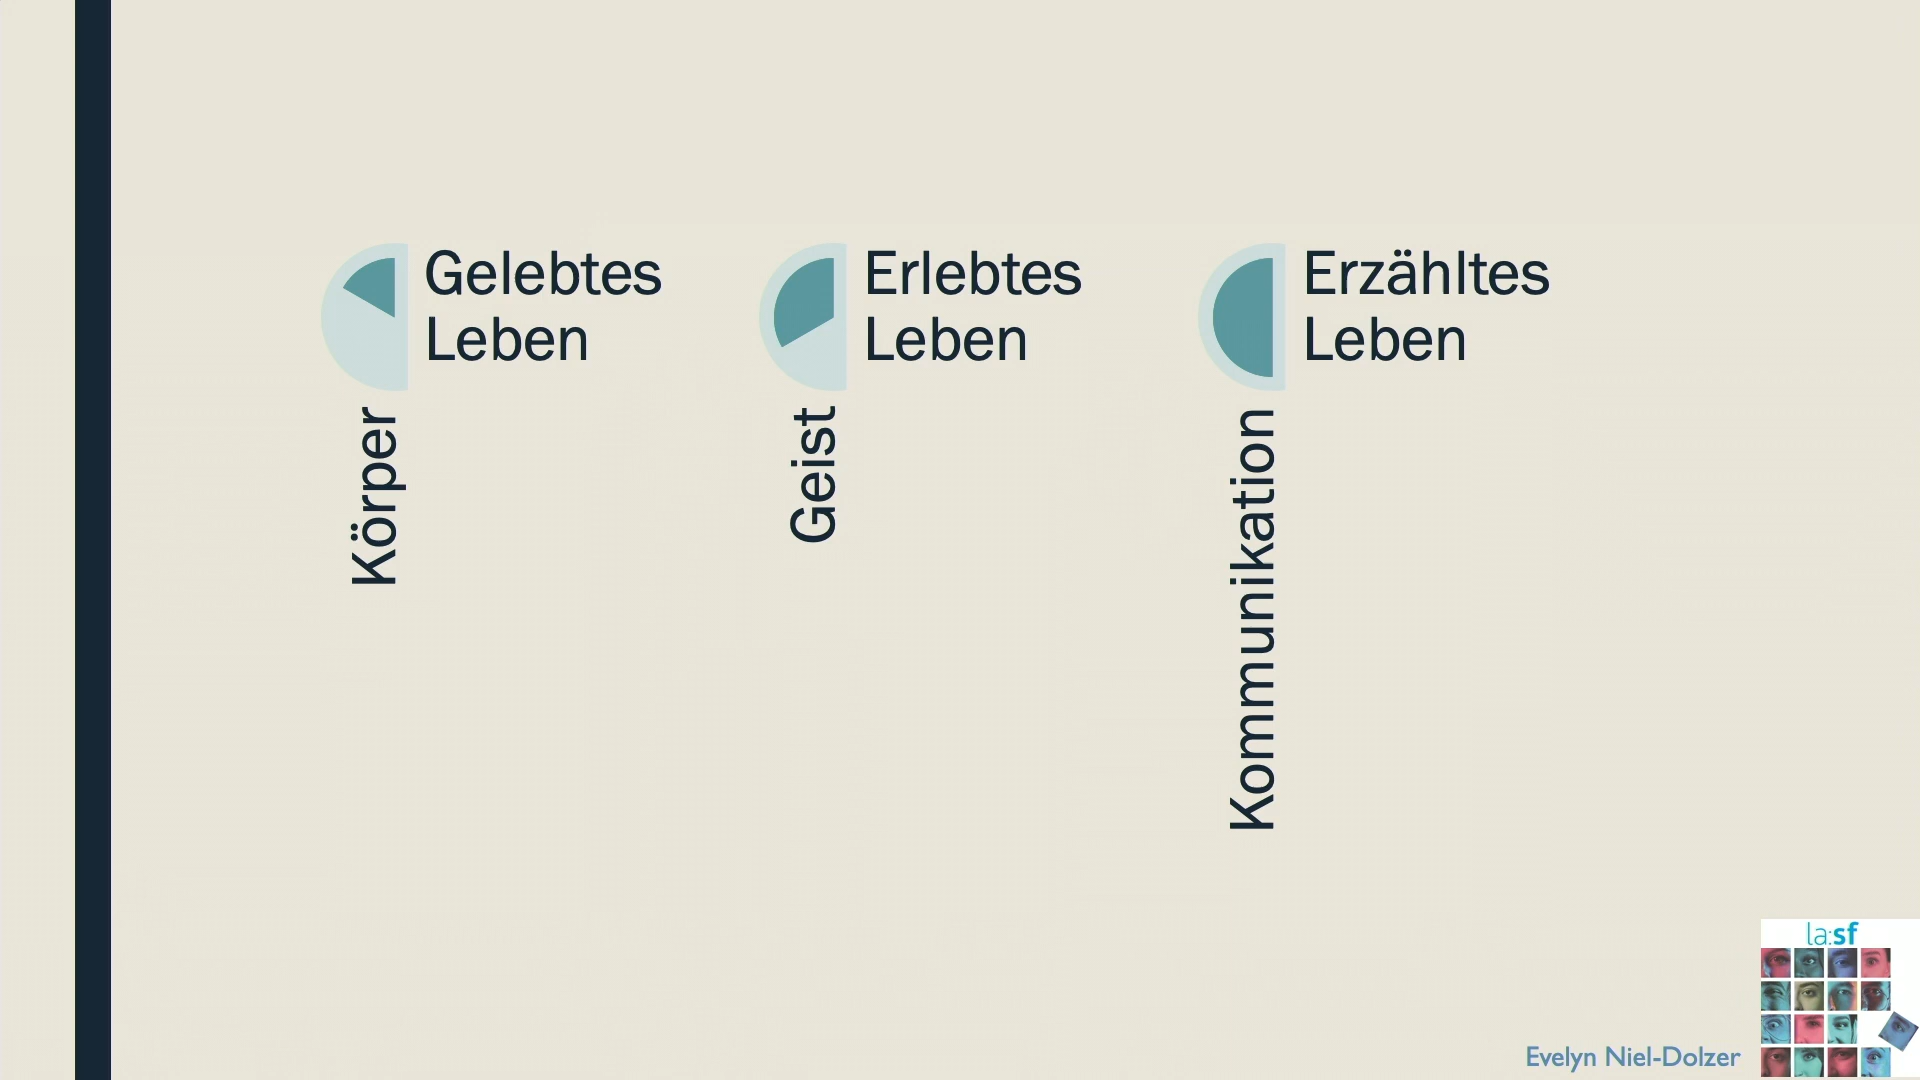 Gelebtes
Leben
Körper
Erlebtes
Leben
Geist
Erzähltes
Leben
Kommunikation
la:sf
Evelyn Niel-Dolzer